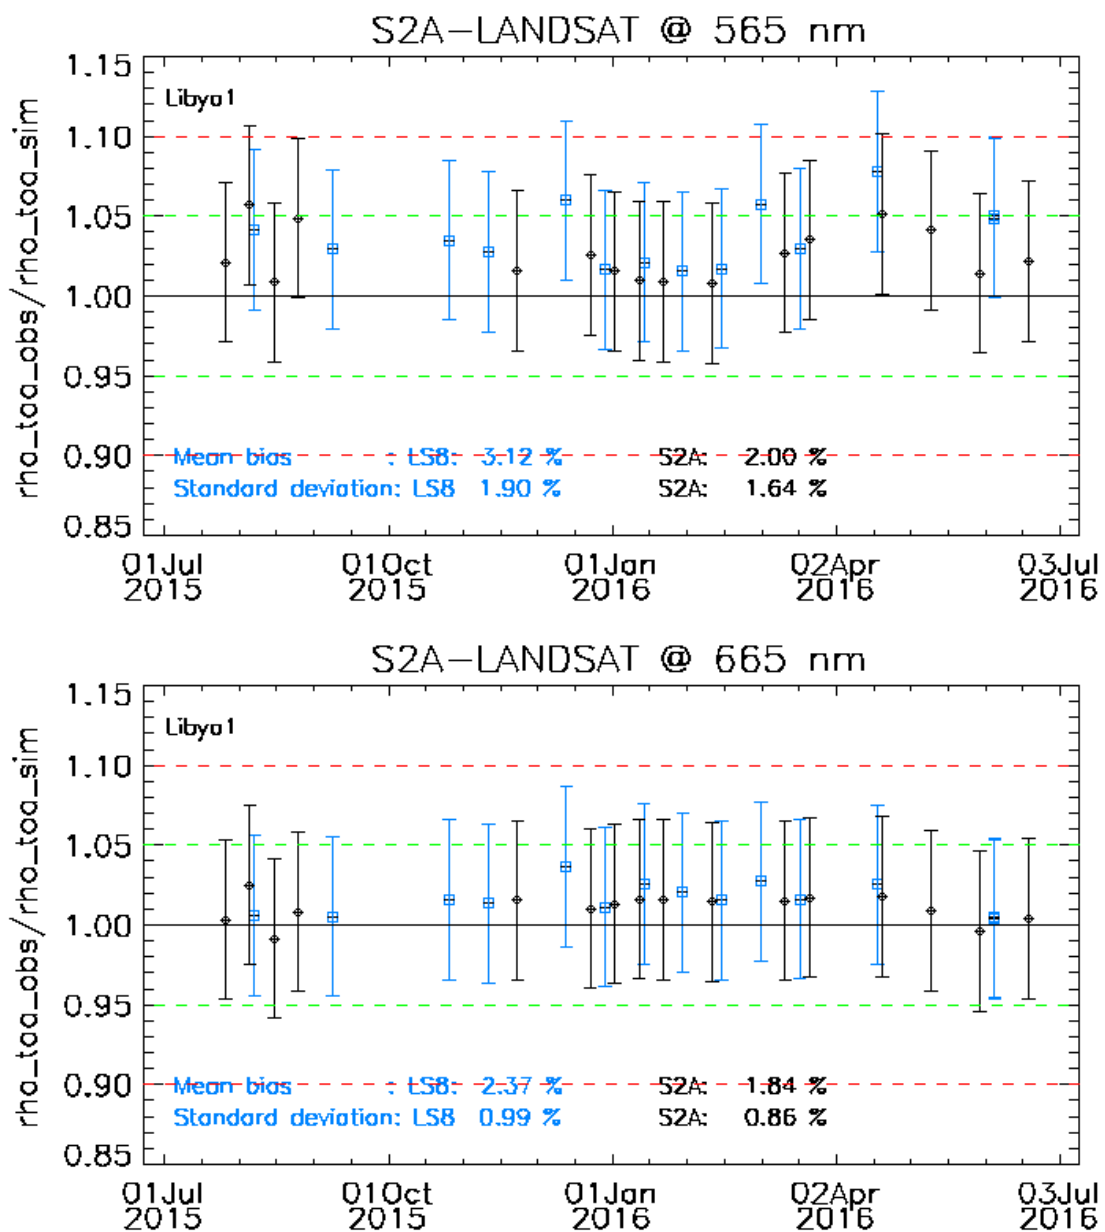 S2A-LANDSAT @ 565 nm
rho_toa_obs/rho_toa_sim
1.15
Libya1
1.10
1.05
1.00
0.95
0.90
Mean bias : LS8: 3.12 % S2A: 2.00 %
Standard deviation: LS8 1.90 % S2A: 1.64 %
0.85
01Jul 01Oct 01Jan 02Apr 03Jul
2015 2015 2016 2016 2016
S2A-LANDSAT @ 665 nm
rho_toa_obs/rho_toa_sim
1.15
Libya1
1.10
1.05
1.00
0.95
0.90
Mean bias : LS8: 2.37 % S2A: 1.84 %
Standard deviation: LS8 0.99 % S2A: 0.86 %
0.85
01Jul 01Oct 01Jan 02Apr 03Jul
2015 2015 2016 2016 2016